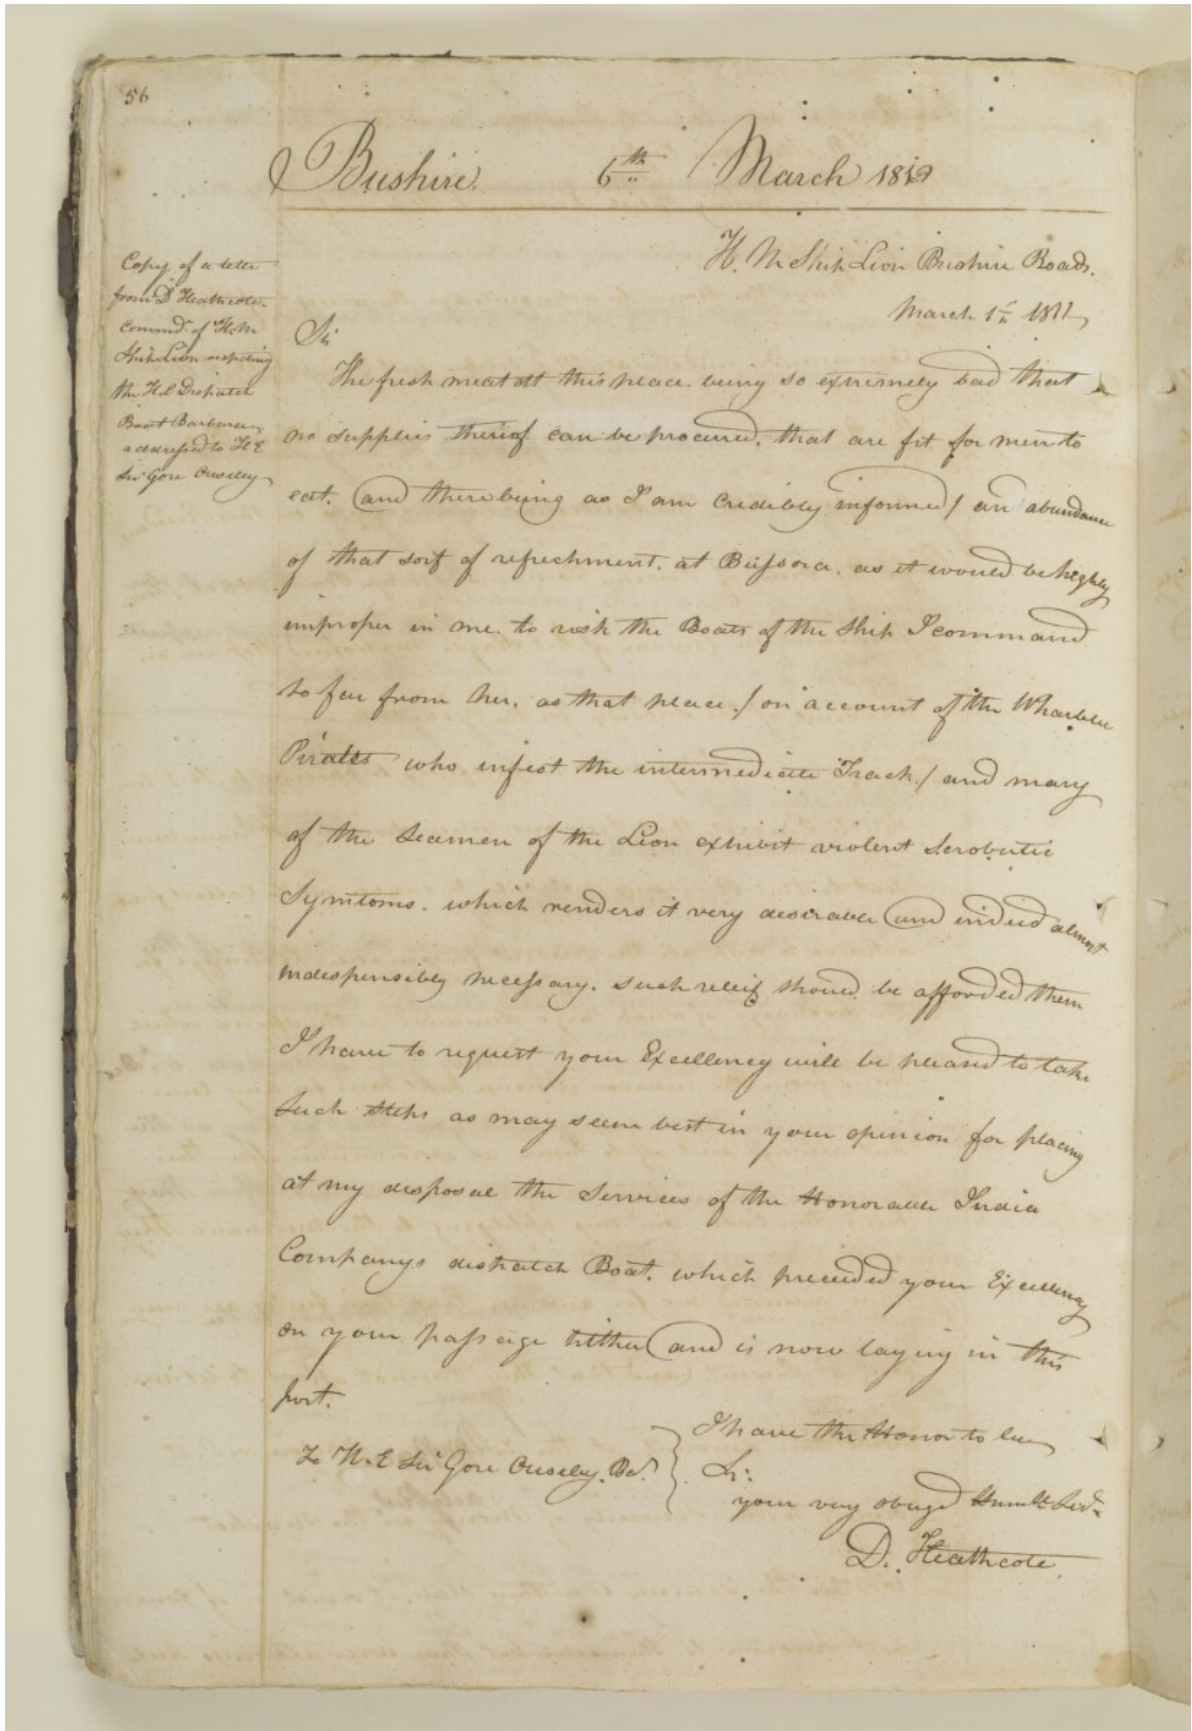 56
Bushire. 6th March 181
H. M Ship Lion Bushire Roads.
March 1st 1811
Copy of a letter
from D Heathcote
Commdr. of H. M
Ship Lion respecting
the H. C Dispatch
Boat
addressed to H E
Sir Gore Ouseley
Sir
The fresh meat att this place. being so extremely bad that
no supplies thereof can be procured. that are fit for men to
eat. (and there being as I am credibly informed/ an abundance
of that sort of refreshment. at Bussora. as it would be highly
improper in me. to risk the Boats of the Ship I command
so far from her. as that place./ on account of the
Pirates who infest the intermediate Track./ and many
of the Seamen of the Lion exhibit violent Scrobutic
Symtoms. which renders it very desirable (and indeed almost
indespensibly necessary. such relief should be afforded them
I have to request your Excellency will be pleased to take
such steps as may seem best in your opinion for placing
at my disposal the Services of the Honorable India
Companys dispatch Boat. which preceeded your Excellency
on your passage hither (and is now laying in this
port.
I have the Honor to be
To H. E Sir Gore Ouseley. Bt. } Sir:
your very obliged Humble Servt.
D. Heathcote.